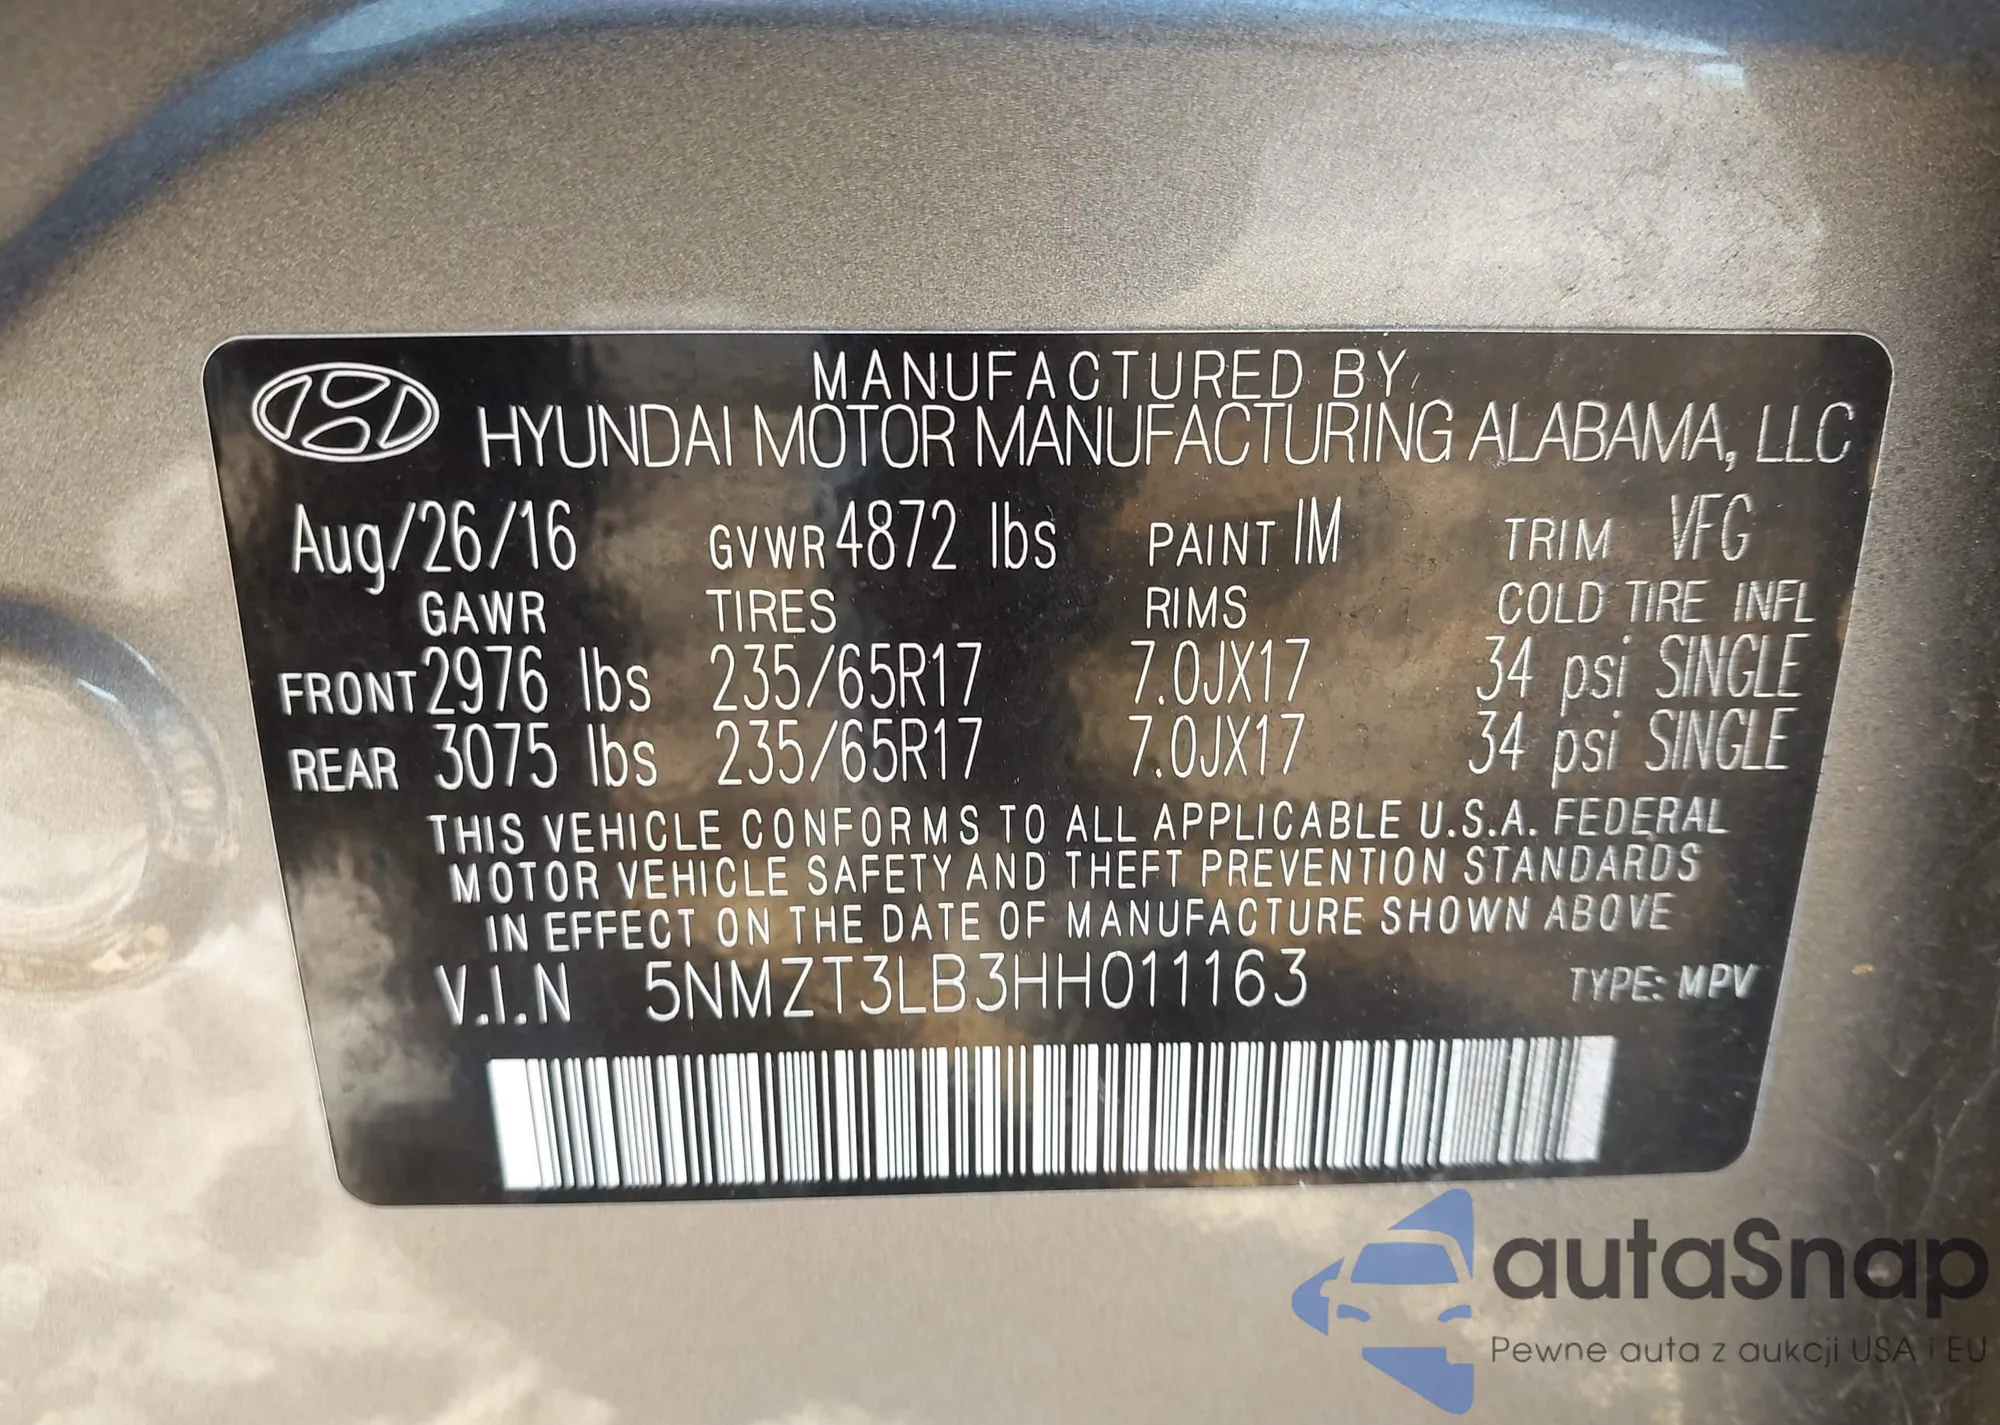 MANUFACTURED BY
HYUNDAI MOTOR MANUFACTURING ALABAMA, LLC
Aug/26/16 GVWR 4872 lbs PAINT IM TRIM VFG
GAWR TIRES RIMS COLD TIRE INFL
FRONT 2976 lbs 235/65R17 7.0JX17 34 psi SINGLE
REAR 3075 lbs 235/65R17 7.0JX17 34 psi SINGLE
THIS VEHICLE CONFORMS TO ALL APPLICABLE U.S.A. FEDERAL
MOTOR VEHICLE SAFETY AND THEFT PREVENTION STANDARDS
IN EFFECT ON THE DATE OF MANUFACTURE SHOWN ABOVE
V.I.N 5NMZT3LB3HH011163 TYPE: MPV
autaSnap
Pewne auta z aukcji USA i EU